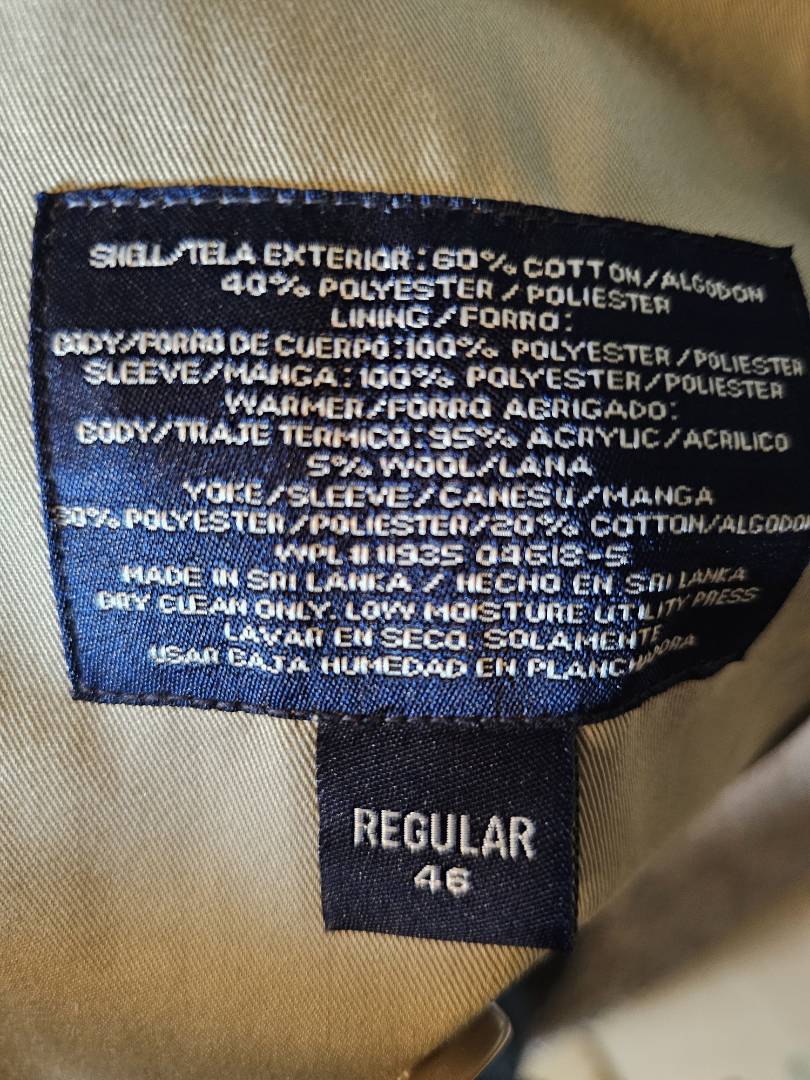 SHELL/TELA EXTERIOR: 60% COTTON/ALGODON
40% POLYESTER/POLIESTER
LINING/FORRO:
BODY/FORRO DE CUERPO:100% POLYESTER/POLIESTER
SLEEVE/MANGA:100% POLYESTER/POLIESTER
WARMER/FORRO ABRIGADO:
BODY/TRAJE TERMICO:95% ACRYLIC/ACRILICO
5% WOOL/LANA
YOKE/SLEEVE/CANESU/MANGA
80% POLYESTER/POLIESTER/20% COTTON/ALGODON
WPL1111935 04618-S
MADE IN SRI LANKA / HECHO EN SRI LANKA
DRY CLEAN ONLY. LOW MOISTURE UTILITY PRESS
LAVAR EN SECO. SOLAMENTE
USAR BAJA HUMEDAD EN PLANCHADORA
REGULAR
46